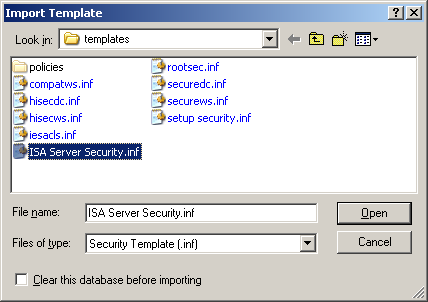 Import Template
Look in: templates
policies
compatws.inf
hisecdc.inf
hisecws.inf
iesacls.inf
ISA Server Security.inf
rootsec.inf
securedc.inf
securews.inf
setup security.inf
File name: ISA Server Security.inf Open
Files of type: Security Template (.inf) Cancel
Clear this database before importing